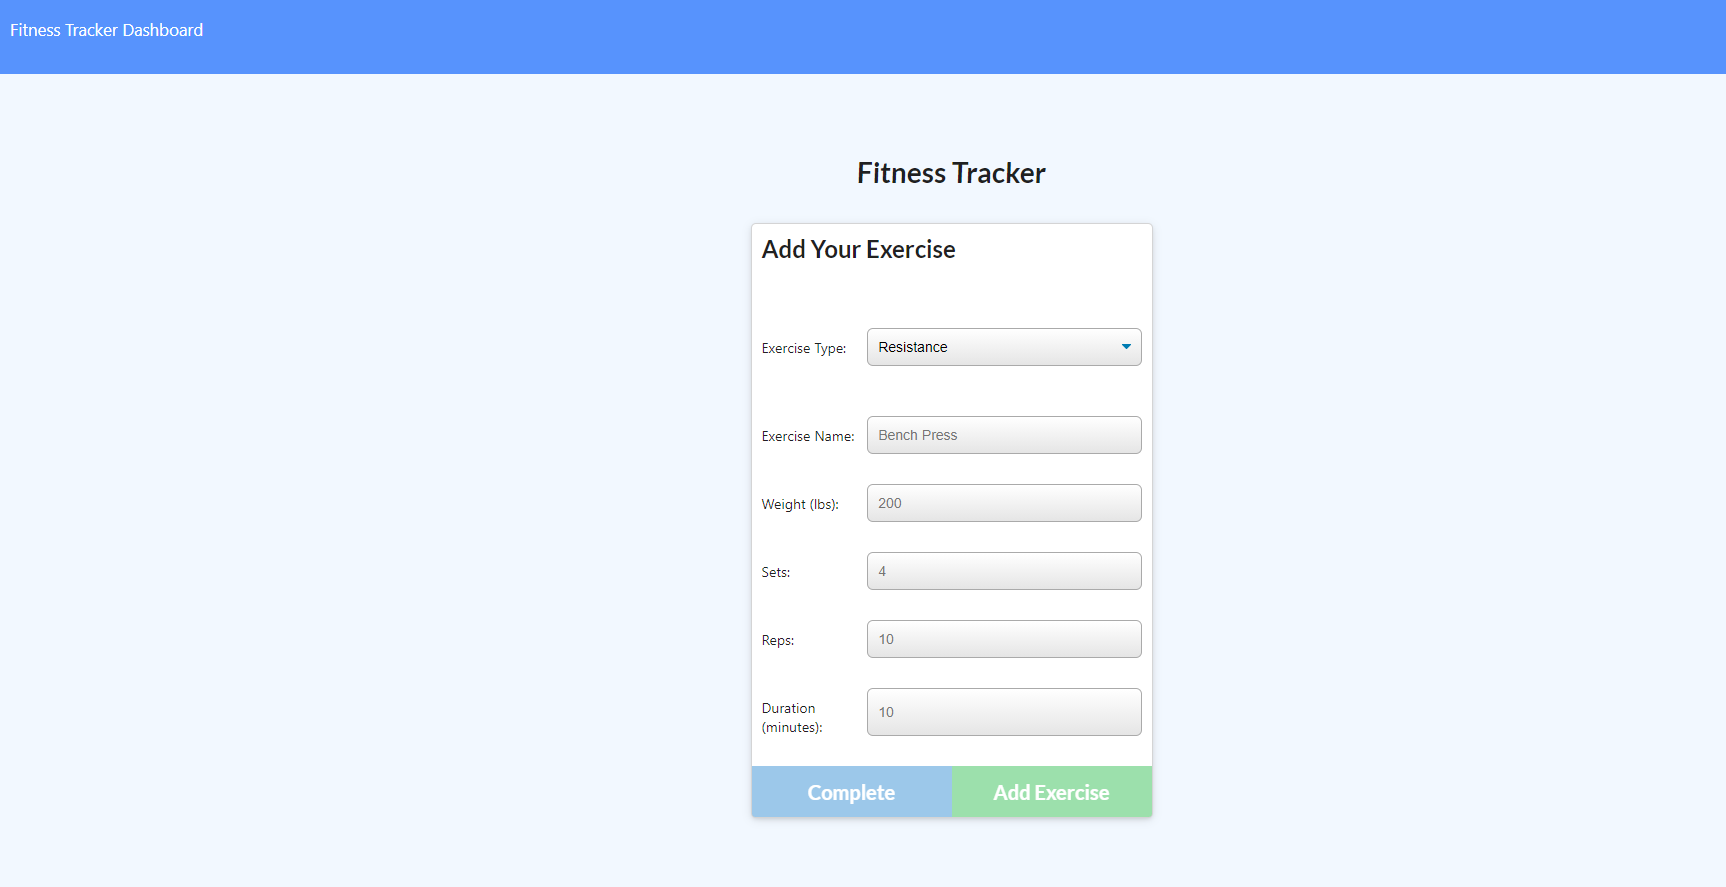 Fitness Tracker Dashboard
Fitness Tracker
Add Your Exercise
Exercise Type: Resistance
Exercise Name: Bench Press
Weight (lbs): 200
Sets: 4
Reps: 10
Duration (minutes): 10
Complete Add Exercise